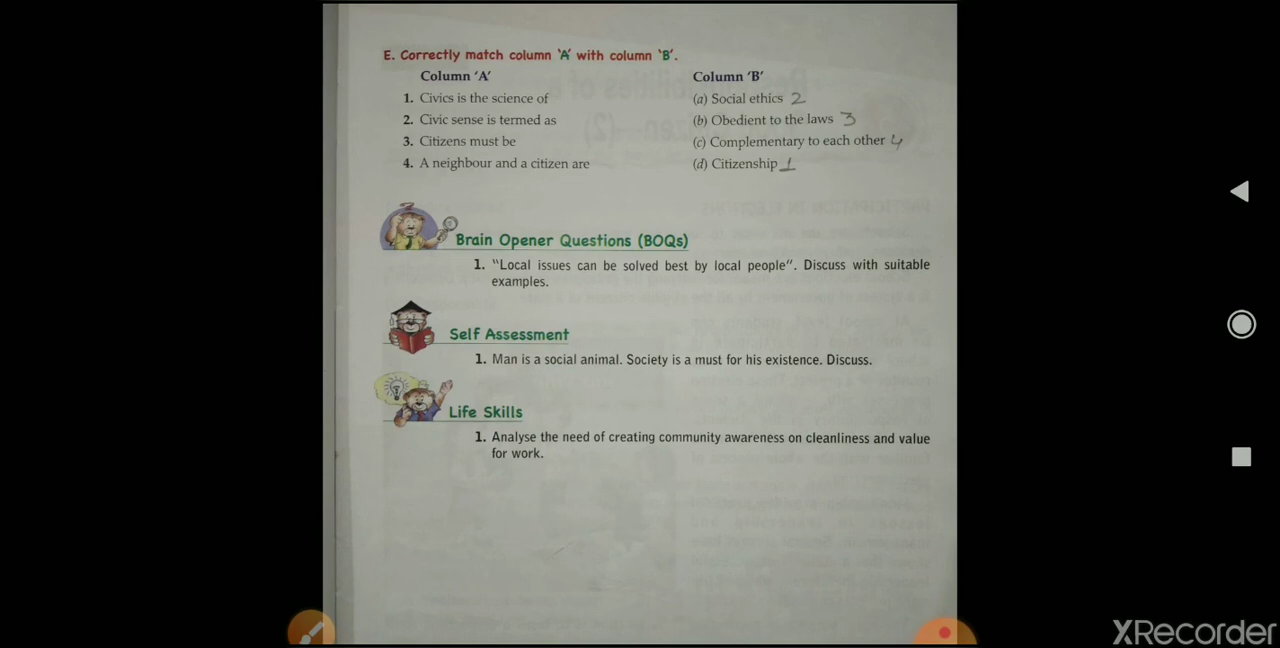 E. Correctly match column 'A' with column 'B'.
Column 'A' Column 'B'
1. Civics is the science of (a) Social ethics 2
2. Civic sense is termed as (b) Obedient to the laws 3
3. Citizens must be (c) Complementary to each other 4
4. A neighbour and a citizen are (d) Citizenship 1
Brain Opener Questions (BOQs)
1. "Local issues can be solved best by local people". Discuss with suitable
examples.
Self Assessment
1. Man is a social animal. Society is a must for his existence. Discuss.
Life Skills
1. Analyse the need of creating community awareness on cleanliness and value
for work.
XRecorder